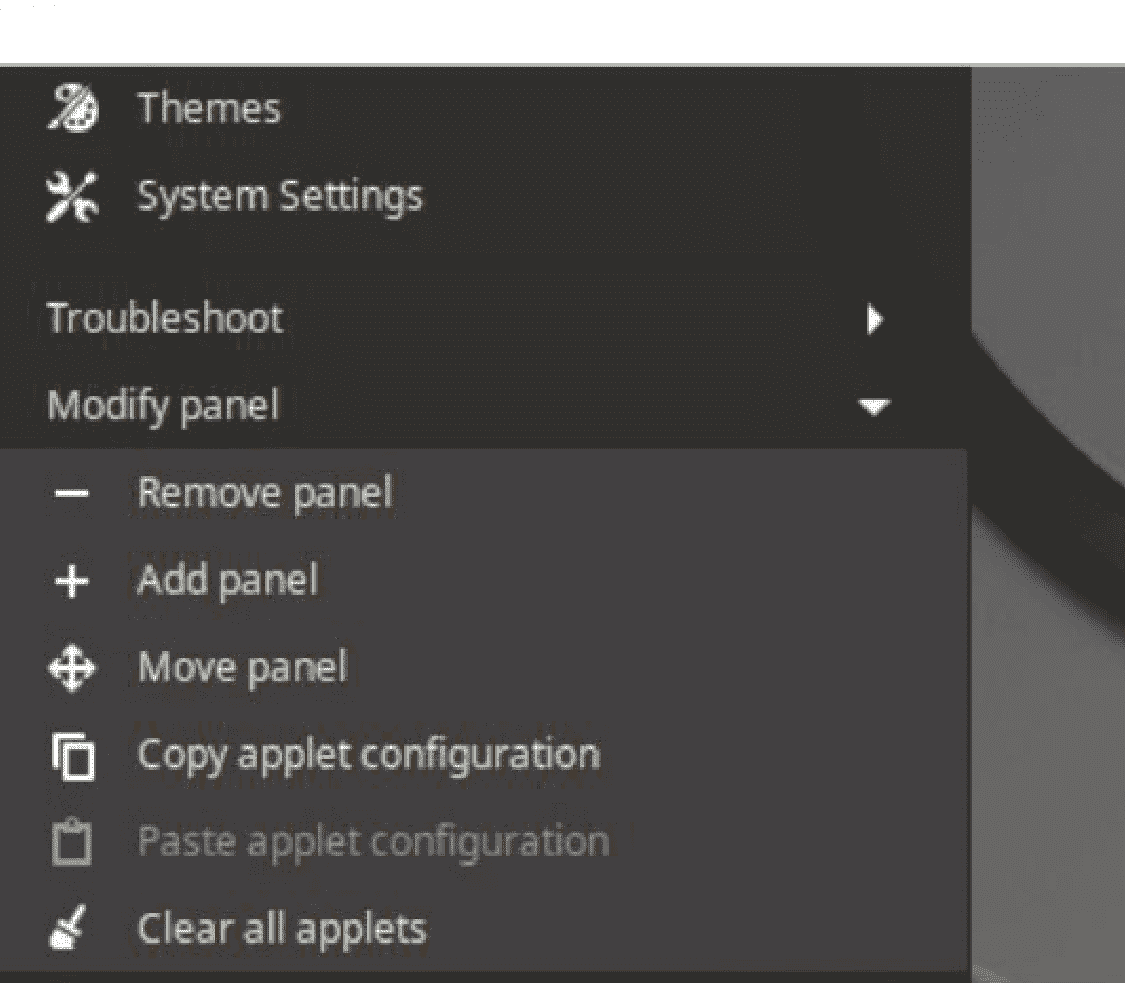 Themes
System Settings
Troubleshoot
Modify panel
Remove panel
Add panel
Move panel
Copy applet configuration
Paste applet configuration
Clear all applets